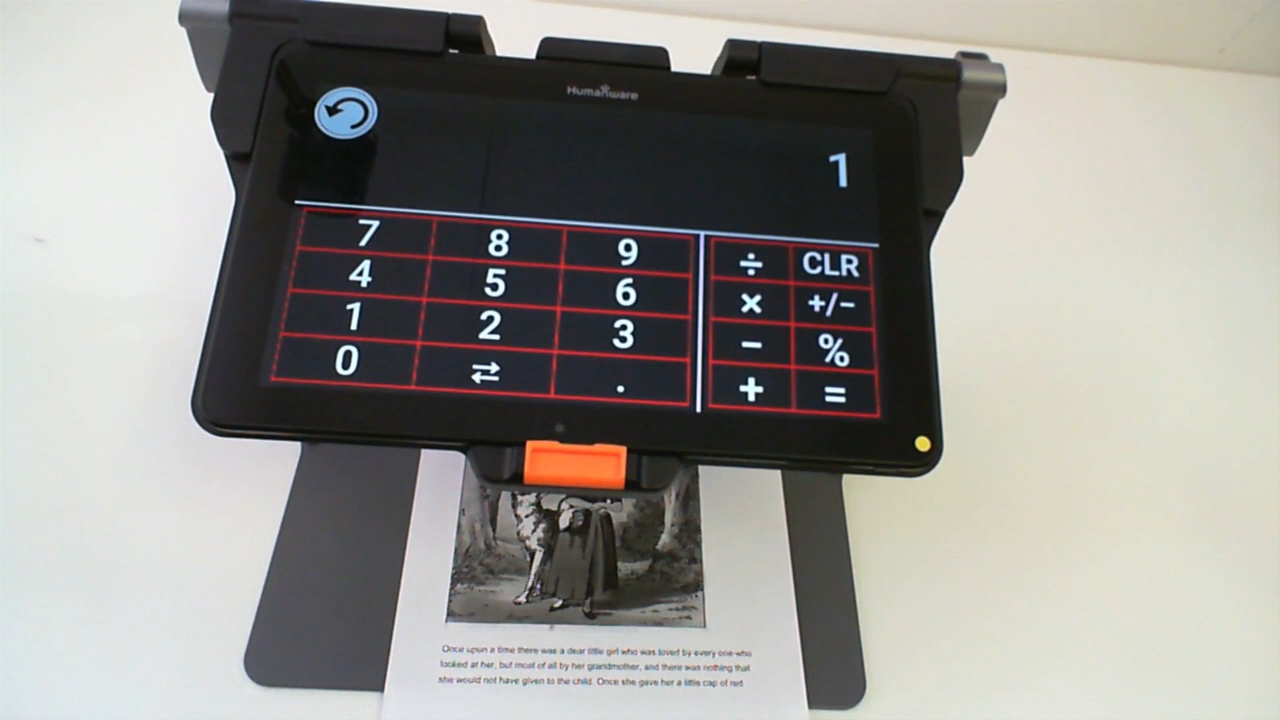 HumanWare
1
7 8 9 ÷ CLR
4 5 6 × +/−
1 2 3 − %
0 ⇄ . + =
Once upon a time there was a dear little girl who was loved by every one who
looked at her, but most of all by her grandmother, and there was nothing that
she would not have given to the child. Once she gave her a little cap of red